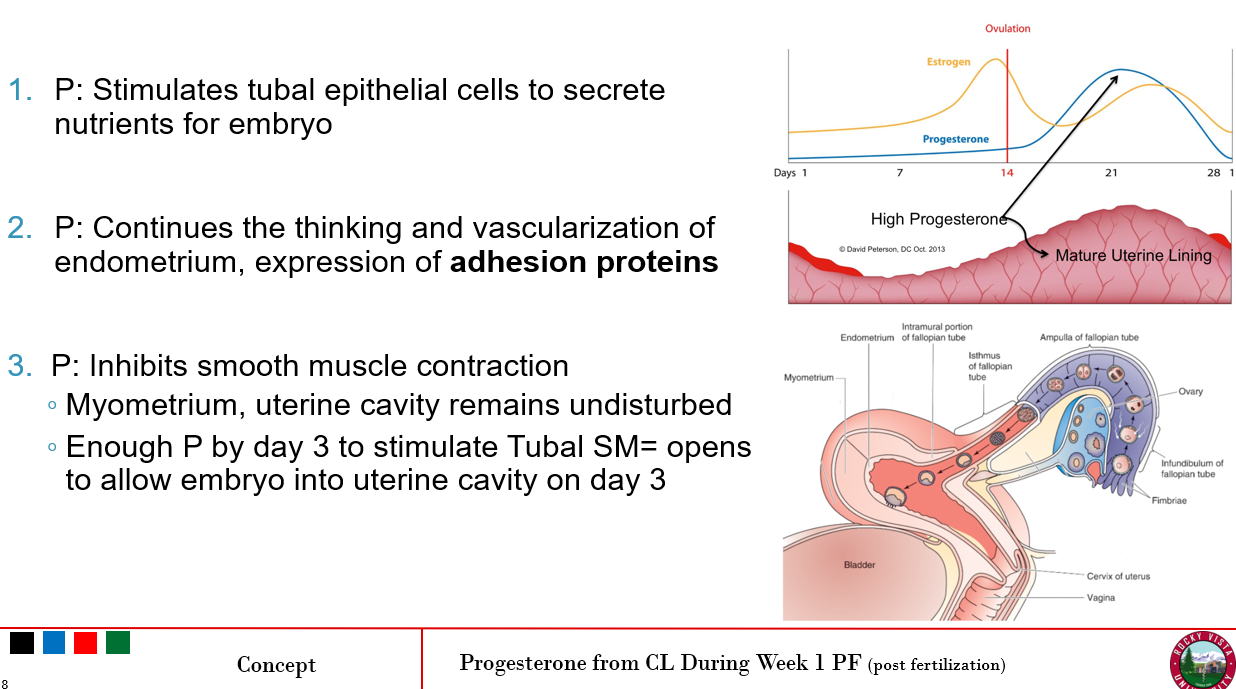 1. P: Stimulates tubal epithelial cells to secrete
nutrients for embryo
2. P: Continues the thinking and vascularization of
endometrium, expression of adhesion proteins
3. P: Inhibits smooth muscle contraction
◦ Myometrium, uterine cavity remains undisturbed
◦ Enough P by day 3 to stimulate Tubal SM= opens
to allow embryo into uterine cavity on day 3
Ovulation
Estrogen
Progesterone
Days 1 7 14 21 28 1
High Progesterone
© David Peterson, DC Oct. 2013
Mature Uterine Lining
Intramural portion
of fallopian tube
Endometrium
Ampulla of fallopian tube
Isthmus
of fallopian
tube
Myometrium
Ovary
Infundibulum of
fallopian tube
Fimbriae
Bladder
Cervix of uterus
Vagina
Concept
Progesterone from CL During Week 1 PF (post fertilization)
8
ROCKY VISTA